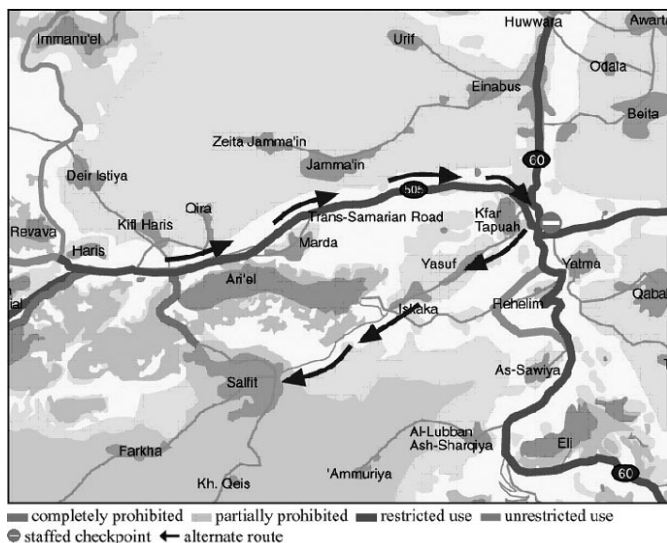 Immanu'el
Huwwara
Awarta
Urif
Odala
Einabus
Beita
Zeita Jamma'in
Jamma'in
60
Deir Istiya
505
Qira
Kifl Haris
Trans-Samarian Road
Kfar
Tapuah
Revava
Haris
Marda
Yasuf
Yatma
Ari'el
Iskaka
Rehelim
Salfit
As-Sawiya
Al-Lubban
Ash-Sharqiya
Eli
Farkha
'Ammuriya
Kh. Qeis
60
completely prohibited partially prohibited restricted use unrestricted use
staffed checkpoint alternate route